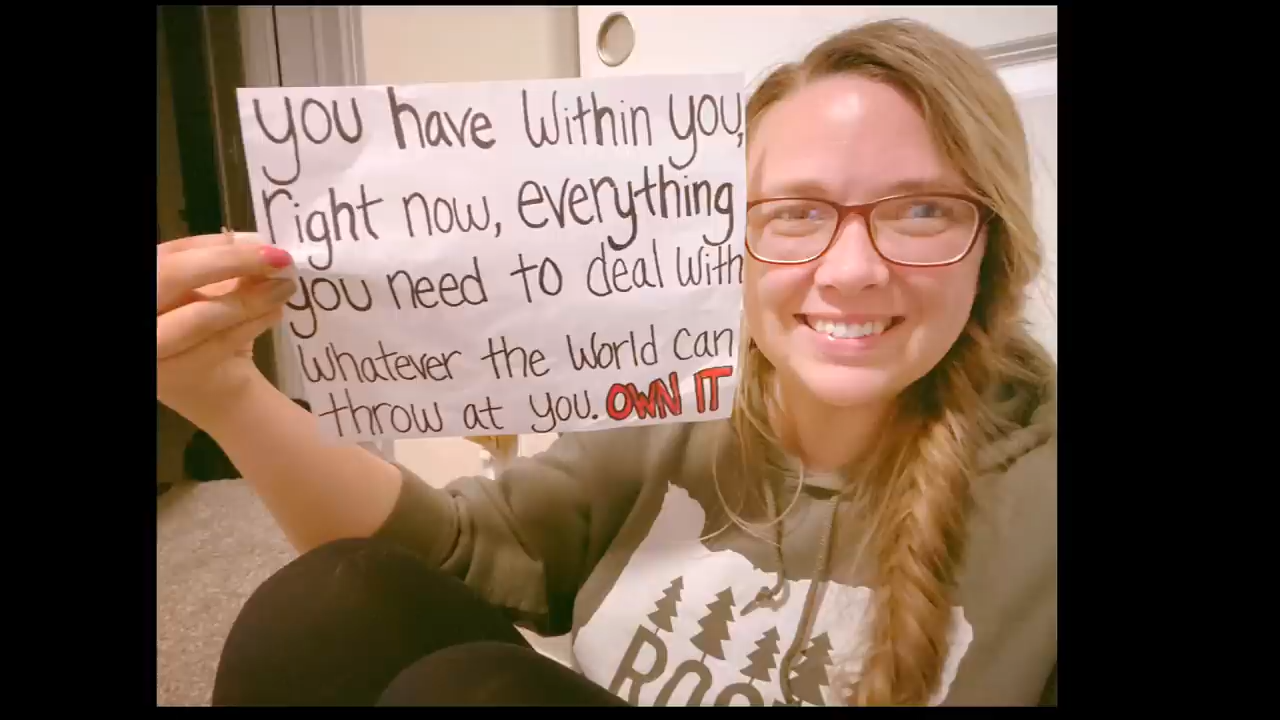 you have Within you,
right now, everything
you need to deal With
Whatever the World can
throw at you. OWN IT